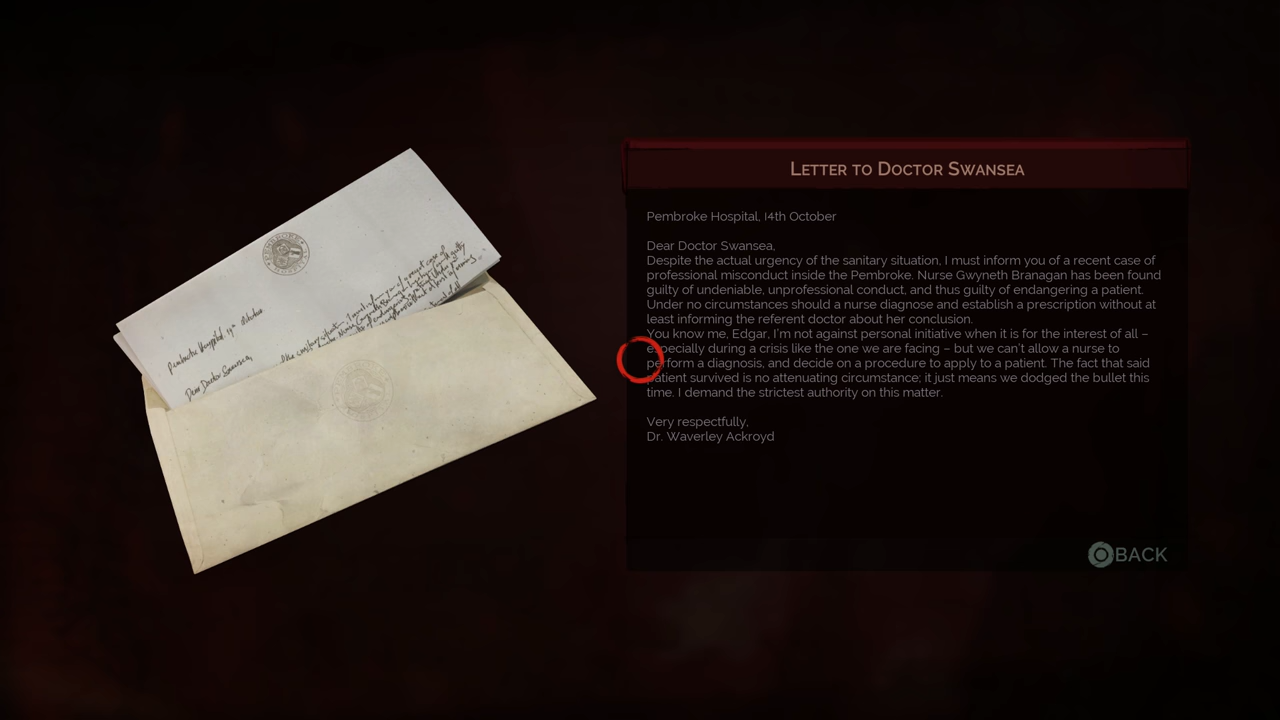 LETTER TO DOCTOR SWANSEA
Pembroke Hospital, 14th October
Dear Doctor Swansea,
Despite the actual urgency of the sanitary situation, I must inform you of a recent case of
professional misconduct inside the Pembroke. Nurse Gwyneth Branagan has been found
guilty of undeniable, unprofessional conduct, and thus guilty of endangering a patient.
Under no circumstances should a nurse diagnose and establish a prescription without at
least informing the referent doctor about her conclusion.
You know me, Edgar, I'm not against personal initiative when it is for the interest of all –
especially during a crisis like the one we are facing – but we can't allow a nurse to
perform a diagnosis, and decide on a procedure to apply to a patient. The fact that said
patient survived is no attenuating circumstance; it just means we dodged the bullet this
time. I demand the strictest authority on this matter.
Very respectfully,
Dr. Waverley Ackroyd
BACK
PEMBROKE
Pembroke Hospital,
Dear Doctor Swansea,